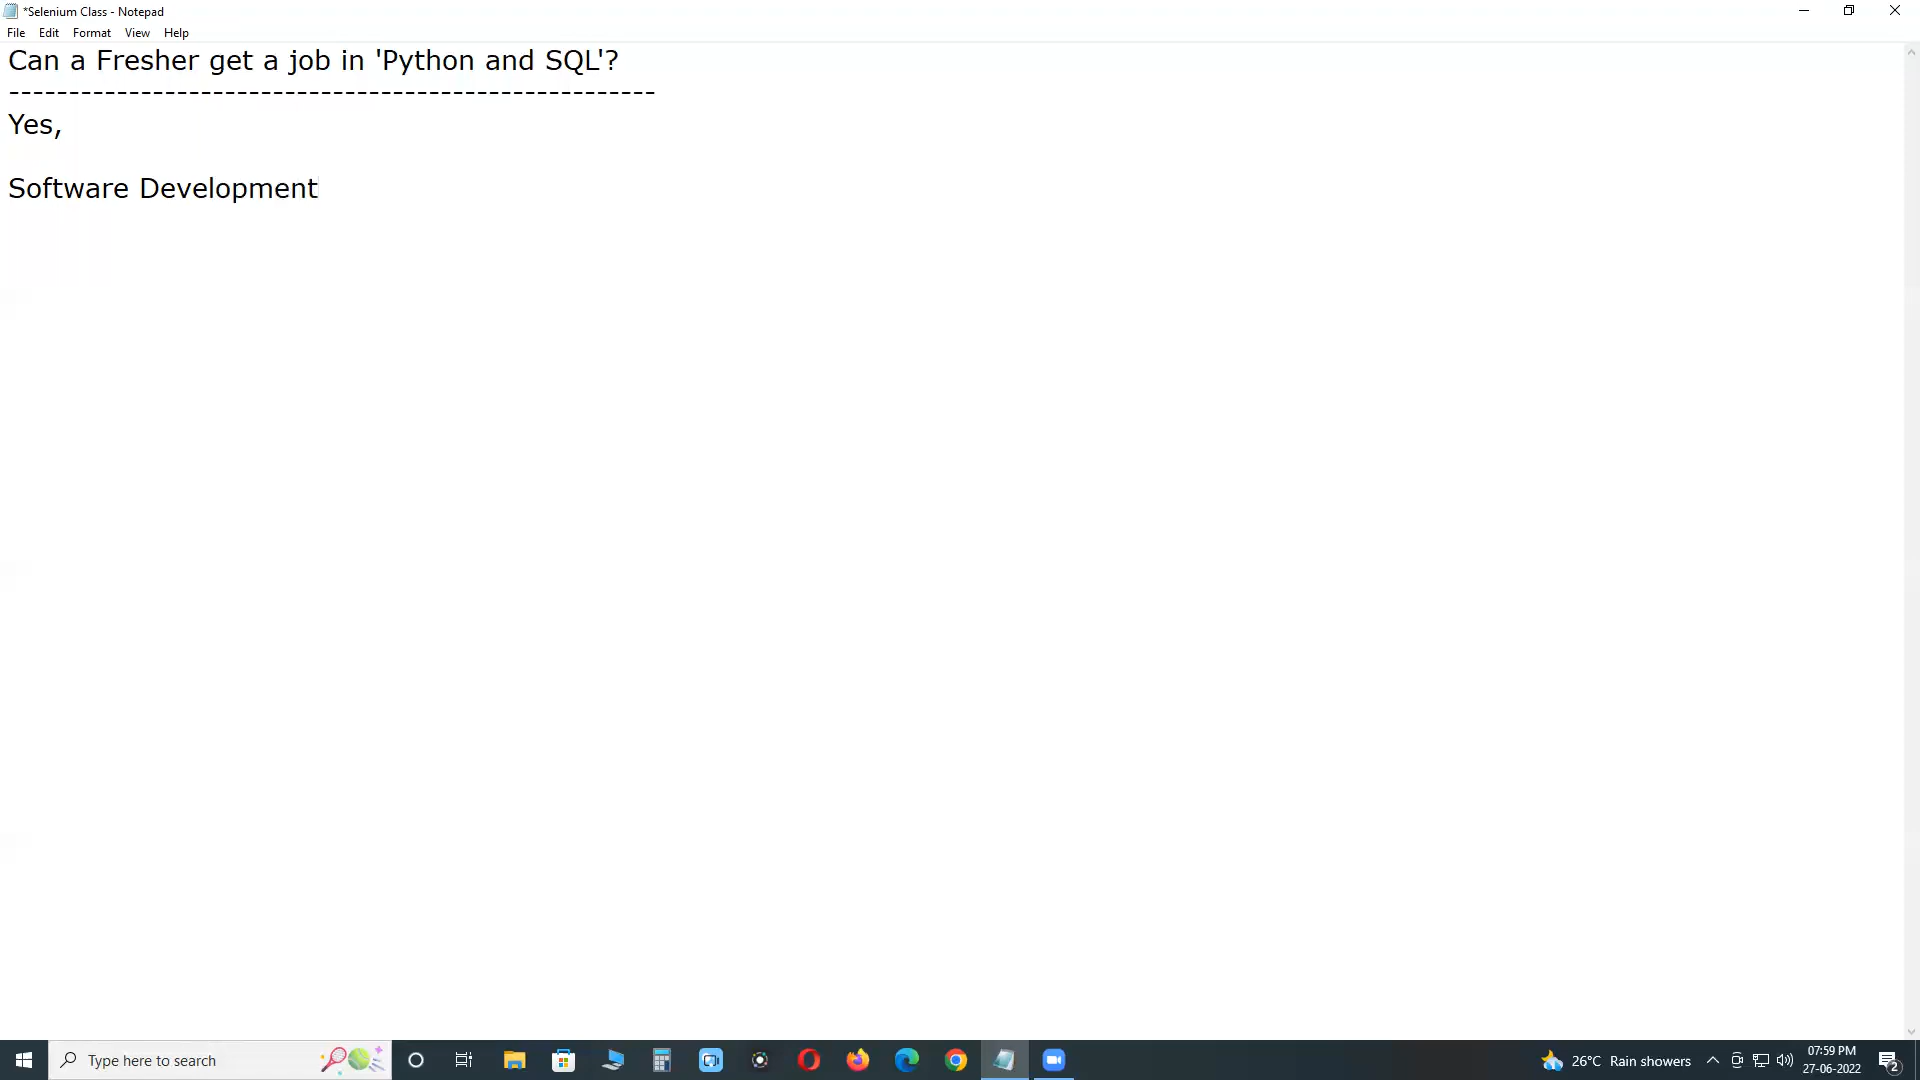 *Selenium Class - Notepad
File Edit Format View Help
Can a Fresher get a job in 'Python and SQL'?
------------------------------------------------------
Yes,
Software Development
Type here to search
26°C Rain showers
07:59 PM
27-06-2022
2